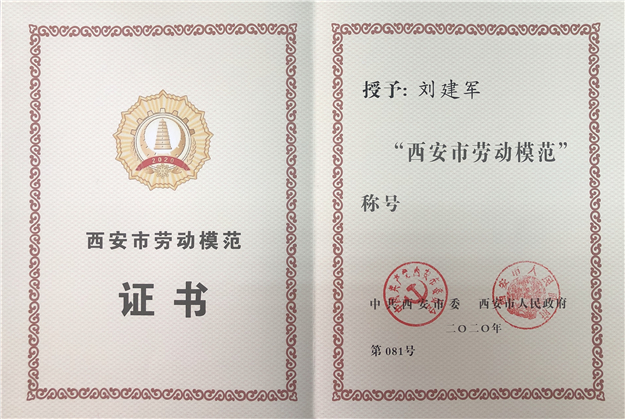 2020
西安市劳动模范
证书
授予：刘建军
“西安市劳动模范”
称号
中共西安市委 西安市人民政府
二〇二〇年
第081号